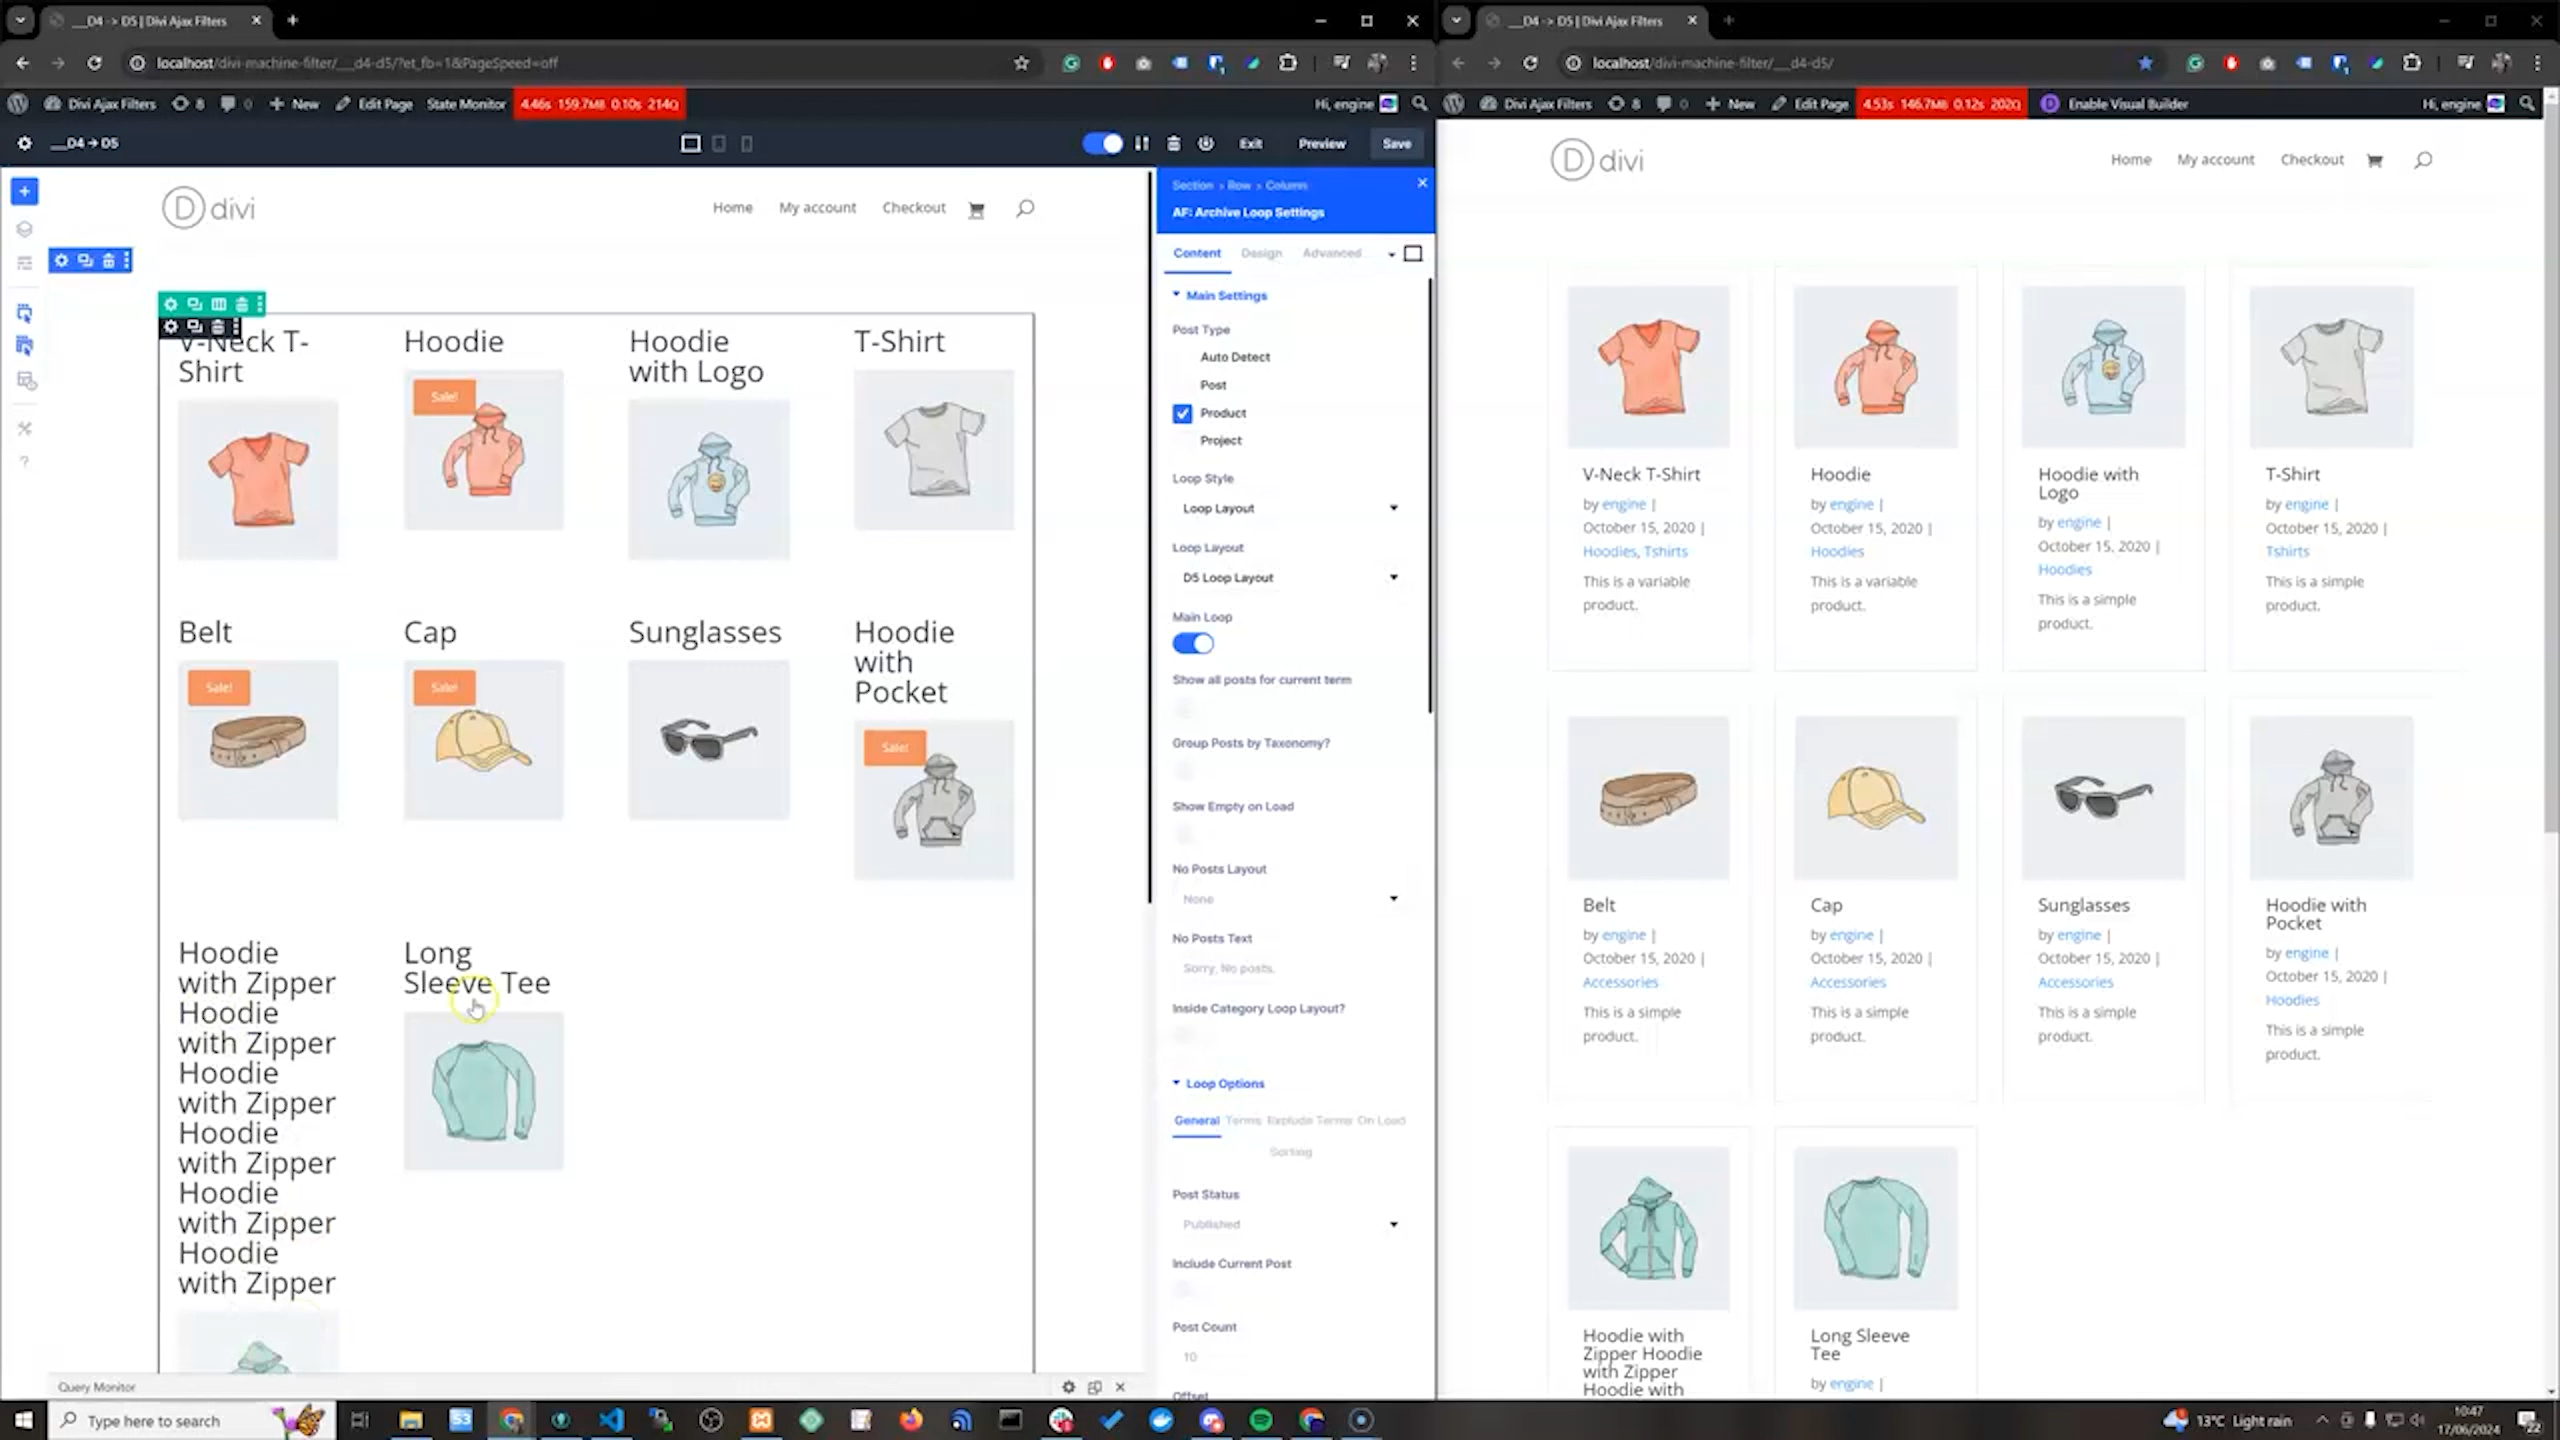 __D4 -> D5 | Divi Ajax Filters
localhost/divi-machine-filter/__d4-d5/?et_fb=1&PageSpeed=off
Divi Ajax Filters
8
0
New
Edit Page
State Monitor
4.46s 159.7MB 0.10s 214Q
Hi, engine
__D4 → D5
Exit
Preview
Save
divi
Home
My account
Checkout
V-Neck T-
Shirt
Hoodie
Sale!
Hoodie
with Logo
T-Shirt
Belt
Sale!
Cap
Sale!
Sunglasses
Hoodie
with
Pocket
Sale!
Hoodie
with Zipper
Hoodie
with Zipper
Hoodie
with Zipper
Hoodie
with Zipper
Hoodie
with Zipper
Hoodie
with Zipper
Long
Sleeve Tee
Query Monitor
Section > Row > Column
AF: Archive Loop Settings
Content
Design
Advanced
Main Settings
Post Type
Auto Detect
Post
Product
Project
Loop Style
Loop Layout
Loop Layout
D5 Loop Layout
Main Loop
Show all posts for current term
Group Posts by Taxonomy?
Show Empty on Load
No Posts Layout
None
No Posts Text
Sorry, No posts.
Inside Category Loop Layout?
Loop Options
General Terms Exclude Terms On Load
Sorting
Post Status
Published
Include Current Post
Post Count
10
Offset
__D4 -> D5 | Divi Ajax Filters
localhost/divi-machine-filter/__d4-d5/
Divi Ajax Filters
8
0
New
Edit Page
4.53s 146.7MB 0.12s 202Q
Enable Visual Builder
Hi, engine
divi
Home
My account
Checkout
V-Neck T-Shirt
by engine |
October 15, 2020 |
Hoodies, Tshirts
This is a variable
product.
Hoodie
by engine |
October 15, 2020 |
Hoodies
This is a variable
product.
Hoodie with
Logo
by engine |
October 15, 2020 |
Hoodies
This is a simple
product.
T-Shirt
by engine |
October 15, 2020 |
Tshirts
This is a simple
product.
Belt
by engine |
October 15, 2020 |
Accessories
This is a simple
product.
Cap
by engine |
October 15, 2020 |
Accessories
This is a simple
product.
Sunglasses
by engine |
October 15, 2020 |
Accessories
This is a simple
product.
Hoodie with
Pocket
by engine |
October 15, 2020 |
Hoodies
This is a simple
product.
Hoodie with
Zipper Hoodie
with Zipper
Hoodie with
Long Sleeve
Tee
by engine |
Type here to search
13°C Light rain
10:47
17/06/2024
22